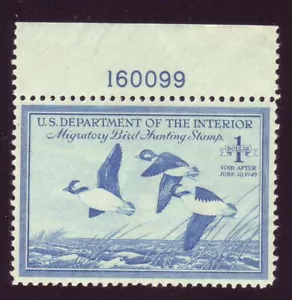 160099
U.S. DEPARTMENT OF THE INTERIOR
Migratory Bird Hunting Stamp
1
DOLLAR
VOID AFTER
JUNE 30, 1949